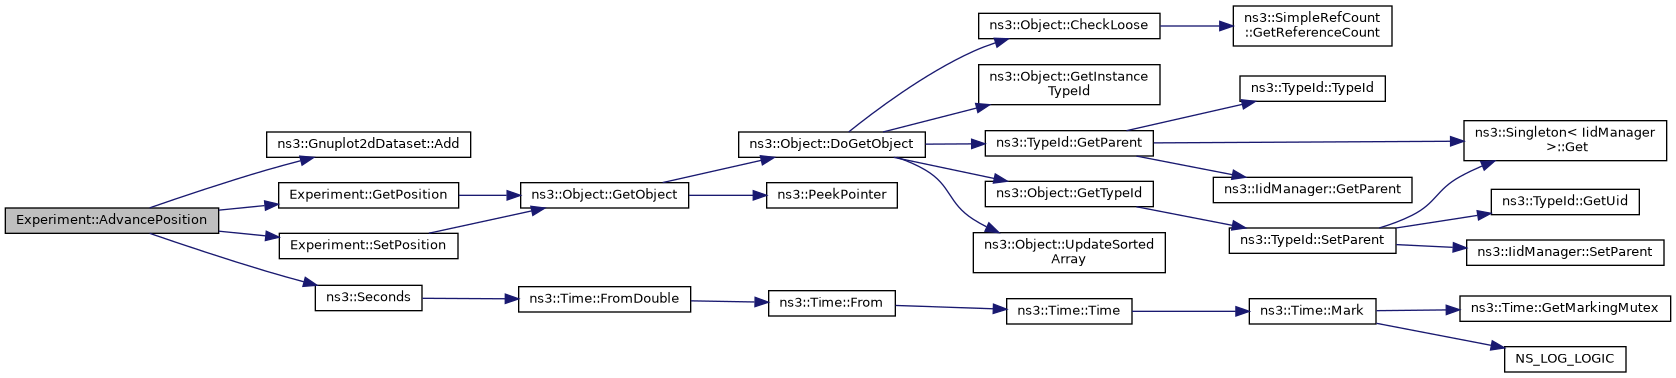 Experiment::AdvancePosition
ns3::Gnuplot2dDataset::Add
Experiment::GetPosition
Experiment::SetPosition
ns3::Seconds
ns3::Object::GetObject
ns3::Time::FromDouble
ns3::Object::DoGetObject
ns3::PeekPointer
ns3::Time::From
ns3::Object::CheckLoose
ns3::Object::GetInstance
TypeId
ns3::TypeId::GetParent
ns3::Object::GetTypeId
ns3::Object::UpdateSorted
Array
ns3::Time::Time
ns3::SimpleRefCount
::GetReferenceCount
ns3::TypeId::TypeId
ns3::IidManager::GetParent
ns3::TypeId::SetParent
ns3::Time::Mark
ns3::Singleton< IidManager
>::Get
ns3::TypeId::GetUid
ns3::IidManager::SetParent
ns3::Time::GetMarkingMutex
NS_LOG_LOGIC